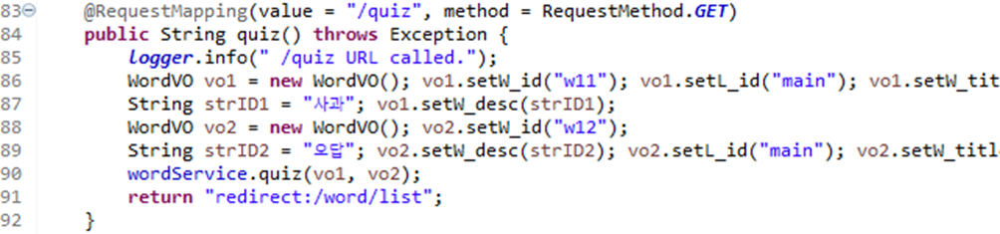 83 @RequestMapping(value = "/quiz", method = RequestMethod.GET)
84 public String quiz() throws Exception {
85 logger.info(" /quiz URL called.");
86 WordVO vo1 = new WordVO(); vo1.setW_id("w11"); vo1.setL_id("main"); vo1.setW_tit
87 String strID1 = "사과"; vo1.setW_desc(strID1);
88 WordVO vo2 = new WordVO(); vo2.setW_id("w12");
89 String strID2 = "오답"; vo2.setW_desc(strID2); vo2.setL_id("main"); vo2.setW_titl
90 wordService.quiz(vo1, vo2);
91 return "redirect:/word/list";
92 }